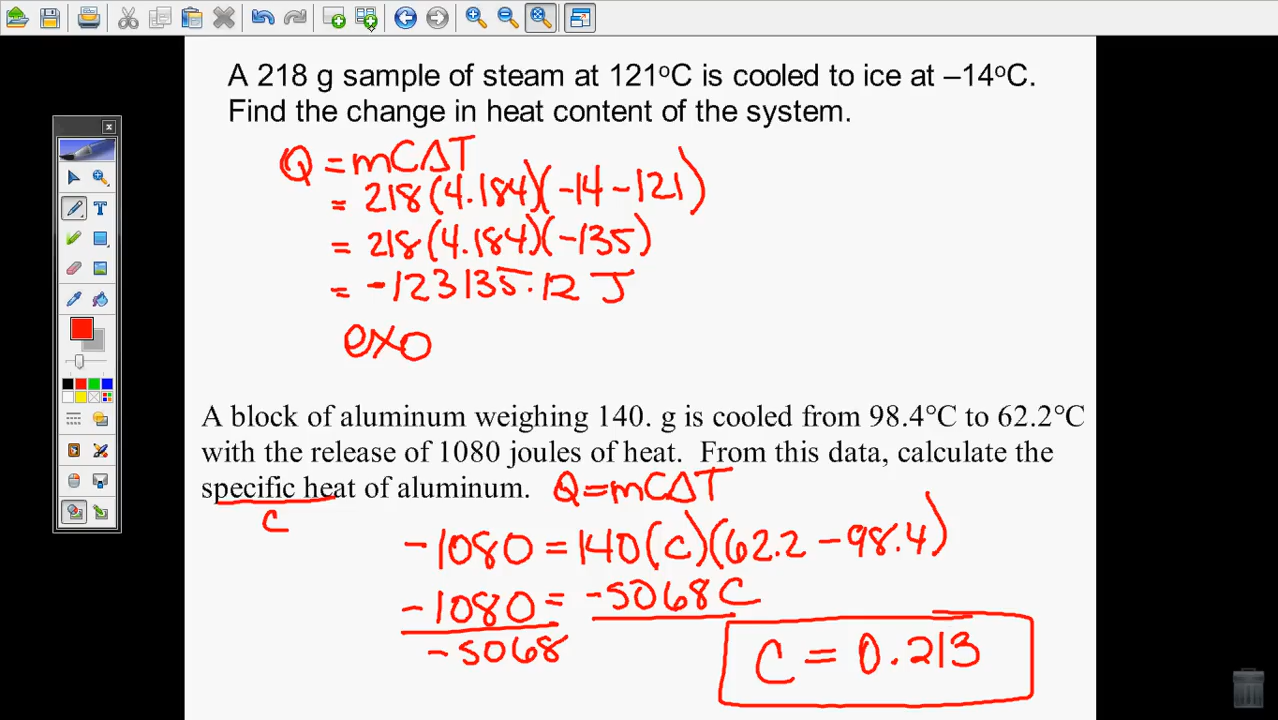 A 218 g sample of steam at 121°C is cooled to ice at –14°C.
Find the change in heat content of the system.
Q = mCΔT
= 218(4.184)(-14-121)
= 218(4.184)(-135)
= -123135.12 J
exo
A block of aluminum weighing 140. g is cooled from 98.4°C to 62.2°C
with the release of 1080 joules of heat. From this data, calculate the
specific heat of aluminum. Q=mCΔT
C
-1080 = 140(C)(62.2-98.4)
-1080 = -5068C
-5068
C = 0.213